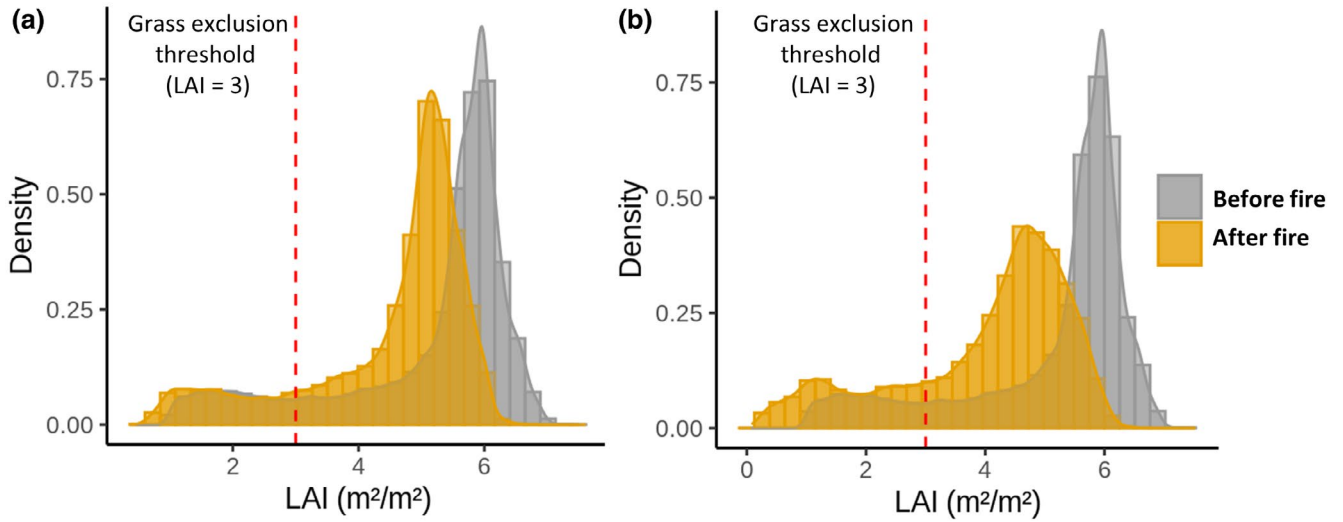 (a)
Grass exclusion
threshold
(LAI = 3)
Density
0.75
0.50
0.25
0.00
2 4 6
LAI (m²/m²)
(b)
Grass exclusion
threshold
(LAI = 3)
Density
0.75
0.50
0.25
0.00
0 2 4 6
LAI (m²/m²)
Before fire
After fire